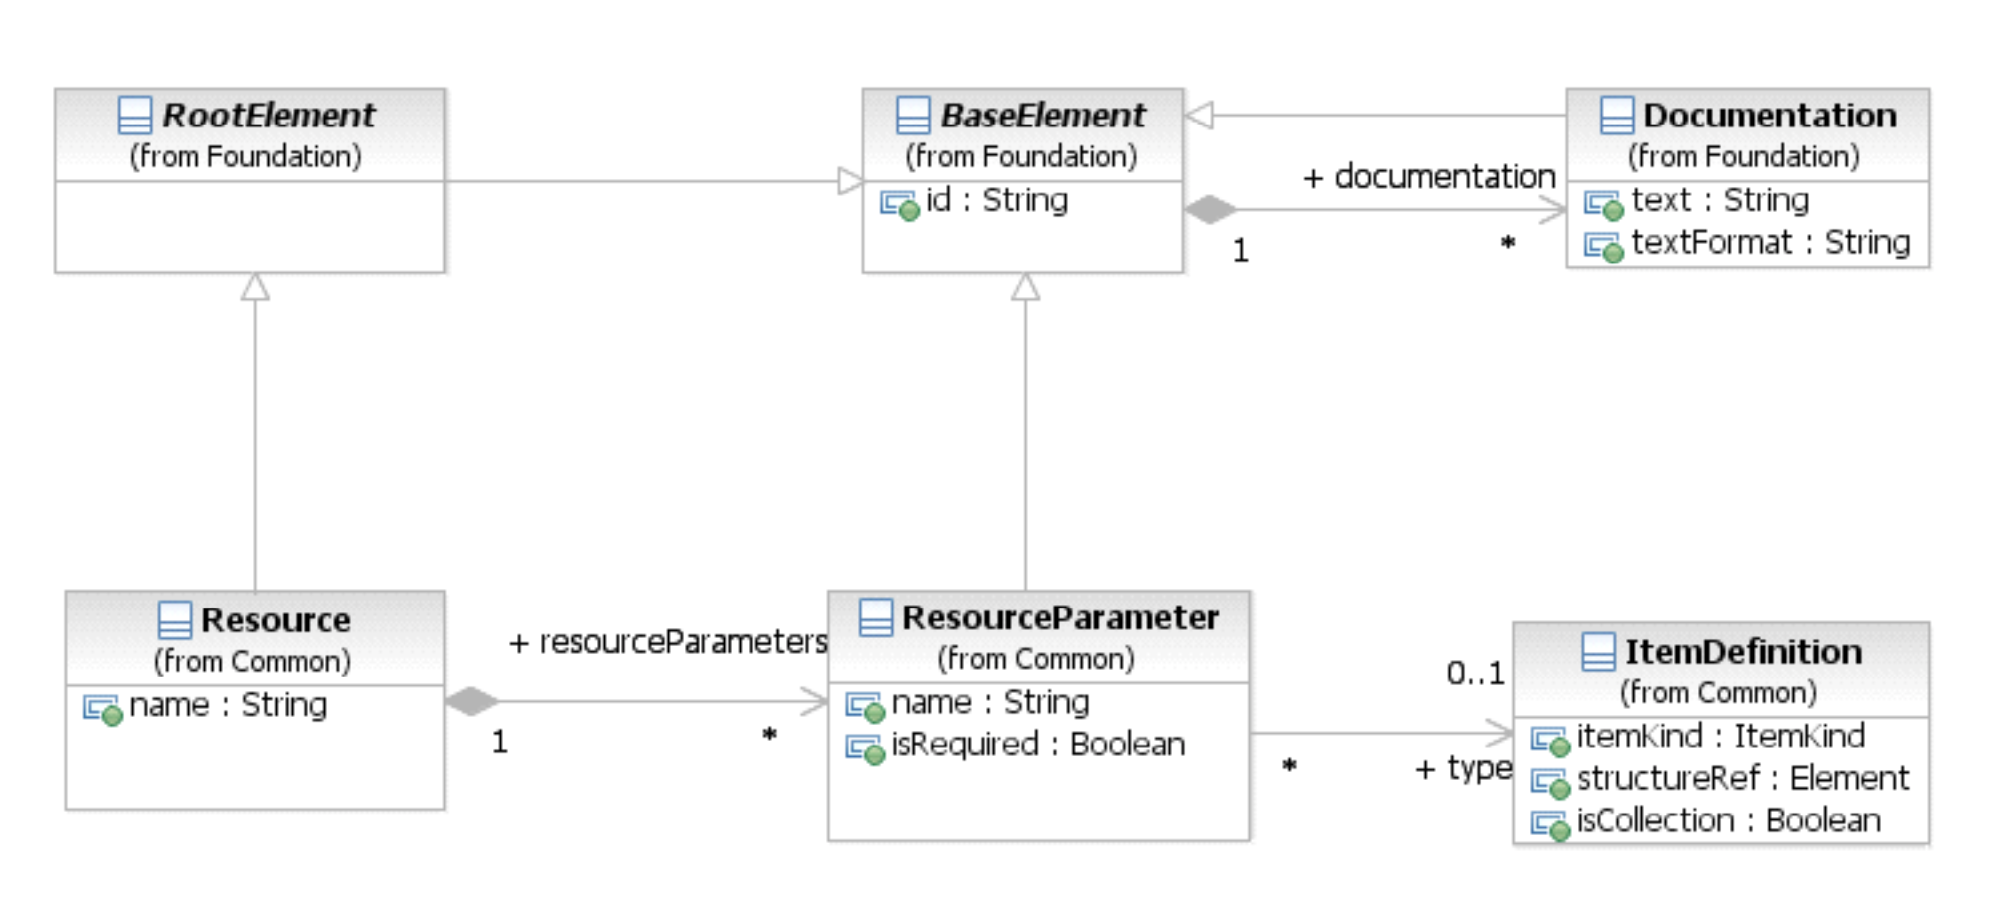 RootElement
(from Foundation)
BaseElement
(from Foundation)
id : String
Documentation
(from Foundation)
text : String
textFormat : String
+ documentation
1
*
Resource
(from Common)
name : String
+ resourceParameters
1
*
ResourceParameter
(from Common)
name : String
isRequired : Boolean
0..1
*
+ type
ItemDefinition
(from Common)
itemKind : ItemKind
structureRef : Element
isCollection : Boolean